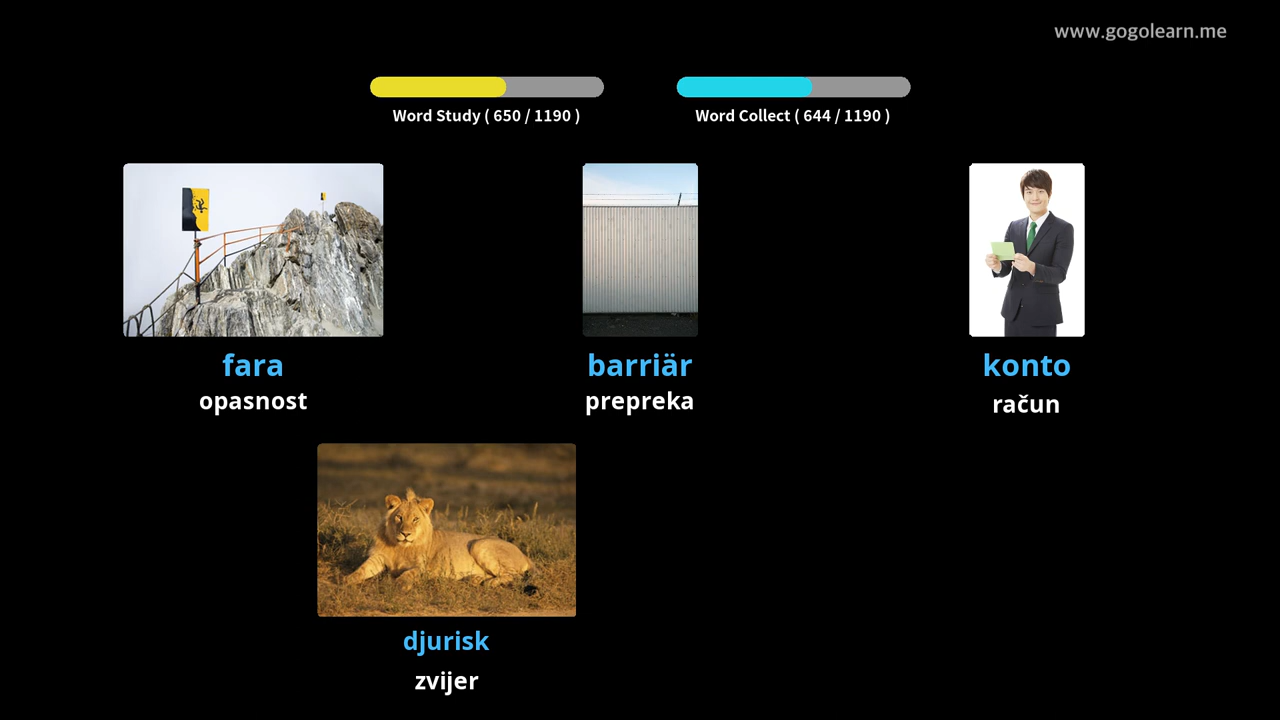 www.gogolearn.me
Word Study ( 650 / 1190 )
Word Collect ( 644 / 1190 )
fara
opasnost
barriär
prepreka
konto
račun
djurisk
zvijer